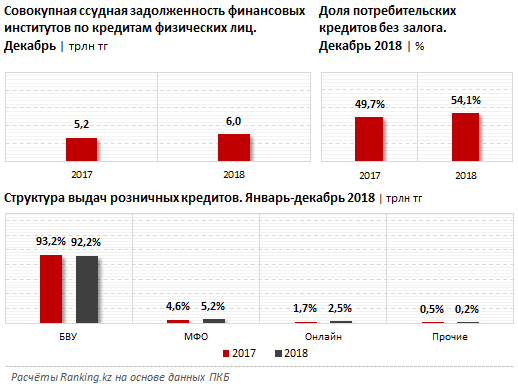 Совокупная ссудная задолженность финансовых
институтов по кредитам физических лиц.
Декабрь | трлн тг
5,2
6,0
2017
2018
Доля потребительских
кредитов без залога.
Декабрь 2018 | %
49,7%
54,1%
2017
2018
Структура выдач розничных кредитов. Январь-декабрь 2018 | трлн тг
93,2%
92,2%
4,6%
5,2%
1,7%
2,5%
0,5%
0,2%
БВУ
МФО
Онлайн
Прочие
2017
2018
Расчёты Ranking.kz на основе данных ПКБ